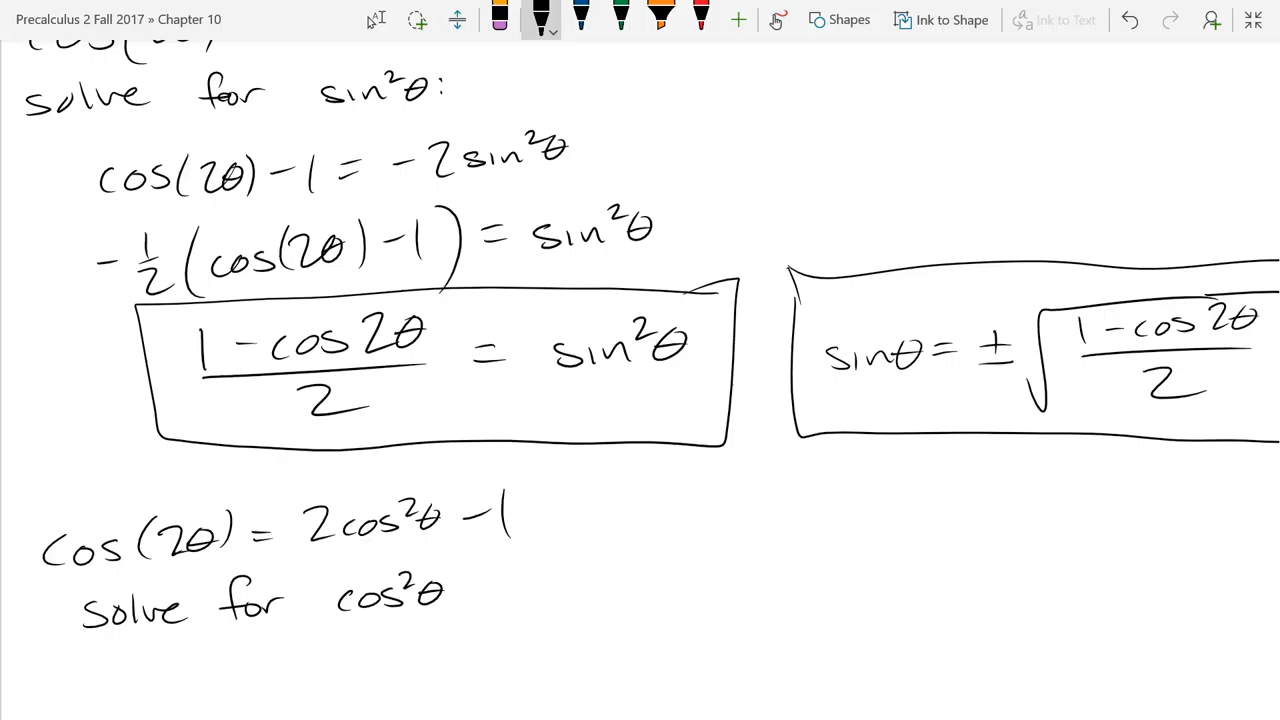 Precalculus 2 Fall 2017 » Chapter 10
Shapes
Ink to Shape
Ink to Text
solve for sin²θ:
cos(2θ) - 1 = - 2 sin²θ
- 1/2 (cos(2θ) - 1) = sin²θ
(1 - cos 2θ)/2 = sin²θ
sinθ = ± √((1 - cos 2θ)/2)
cos(2θ) = 2cos²θ - 1
solve for cos²θ